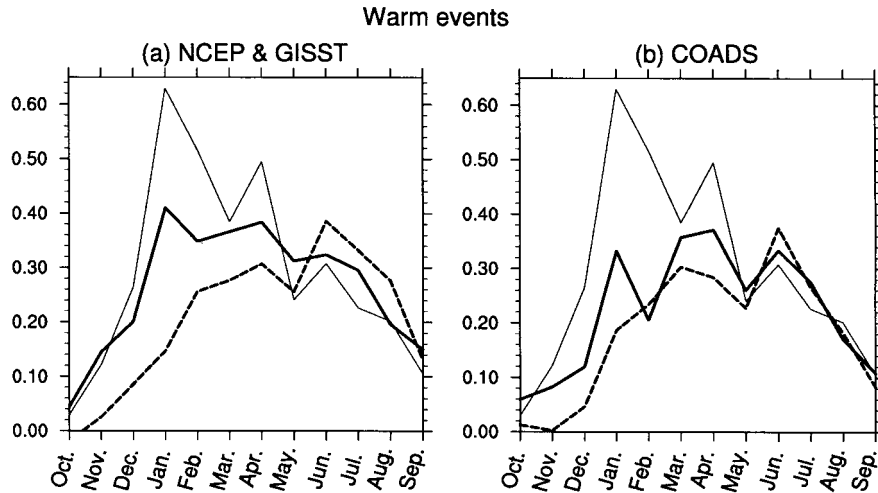 Warm events
(a) NCEP & GISST
(b) COADS
0.60
0.50
0.40
0.30
0.20
0.10
0.00
Oct.
Nov.
Dec.
Jan.
Feb.
Mar.
Apr.
May.
Jun.
Jul.
Aug.
Sep.
0.60
0.50
0.40
0.30
0.20
0.10
0.00
Oct.
Nov.
Dec.
Jan.
Feb.
Mar.
Apr.
May.
Jun.
Jul.
Aug.
Sep.